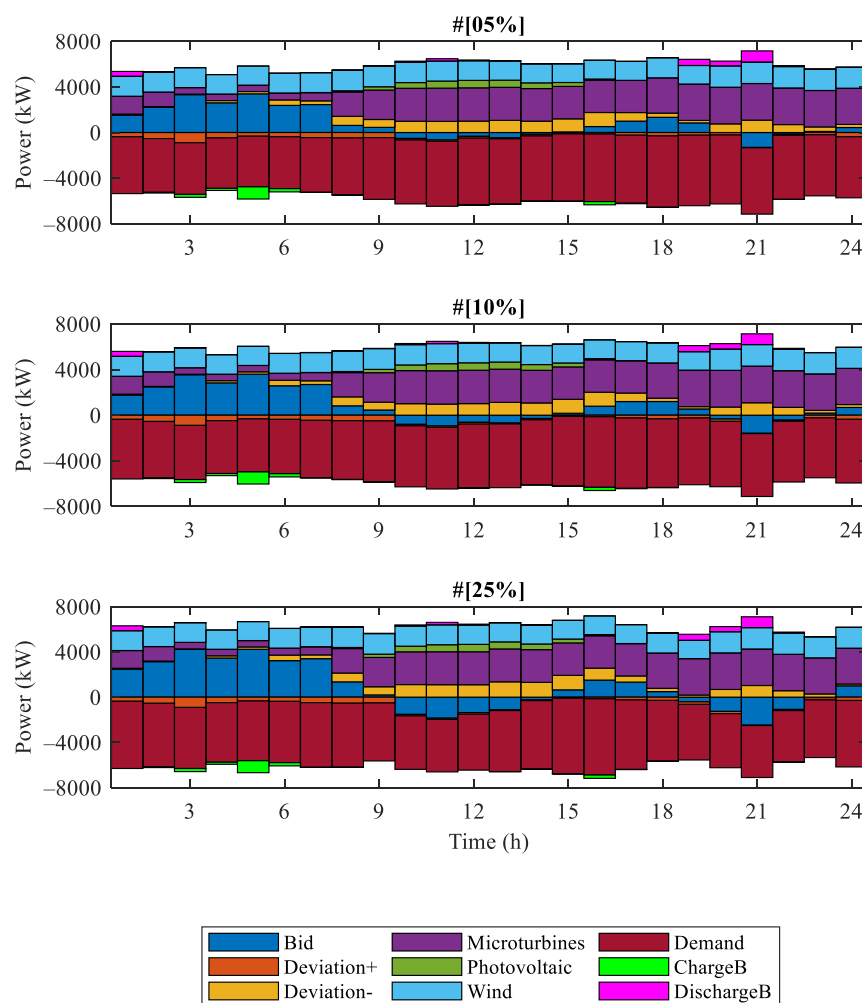 #[05%]
8000
4000
0
−4000
−8000
Power (kW)
3 6 9 12 15 18 21 24
#[10%]
8000
4000
0
−4000
−8000
Power (kW)
3 6 9 12 15 18 21 24
#[25%]
8000
4000
0
−4000
−8000
Power (kW)
3 6 9 12 15 18 21 24
Time (h)
Bid Microturbines Demand
Deviation+ Photovoltaic ChargeB
Deviation- Wind DischargeB